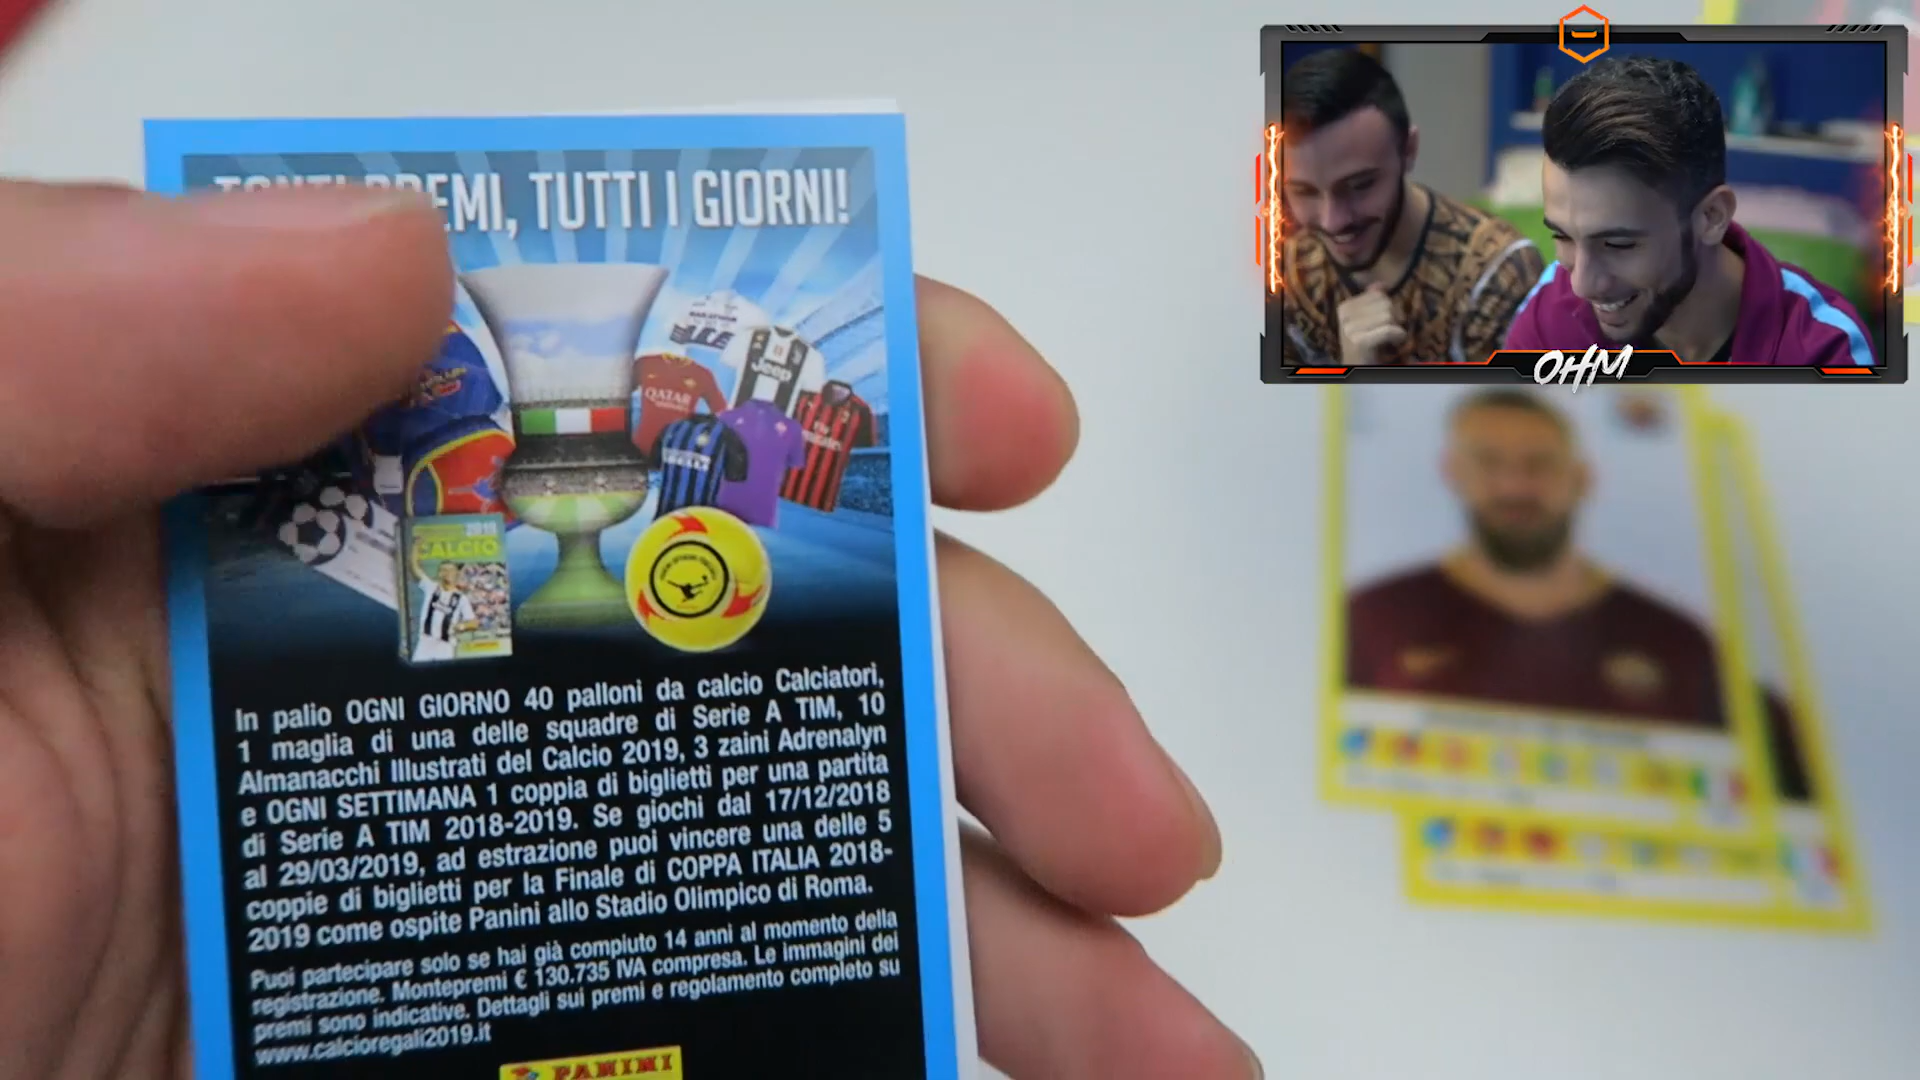 TONTI PREMI, TUTTI I GIORNI!
Jeep
QATAR
2019
CALCIO
In palio OGNI GIORNO 40 palloni da calcio Calciatori,
1 maglia di una delle squadre di Serie A TIM, 10
Almanacchi Illustrati del Calcio 2019, 3 zaini Adrenalyn
e OGNI SETTIMANA 1 coppia di biglietti per una partita
di Serie A TIM 2018-2019. Se giochi dal 17/12/2018
al 29/03/2019, ad estrazione puoi vincere una delle 5
coppie di biglietti per la Finale di COPPA ITALIA 2018-
2019 come ospite Panini allo Stadio Olimpico di Roma.
Puoi partecipare solo se hai già compiuto 14 anni al momento della
registrazione. Montepremi € 130.735 IVA compresa. Le immagini dei
premi sono indicative. Dettagli sui premi e regolamento completo su
www.calcioregali2019.it
PANINI
OHM